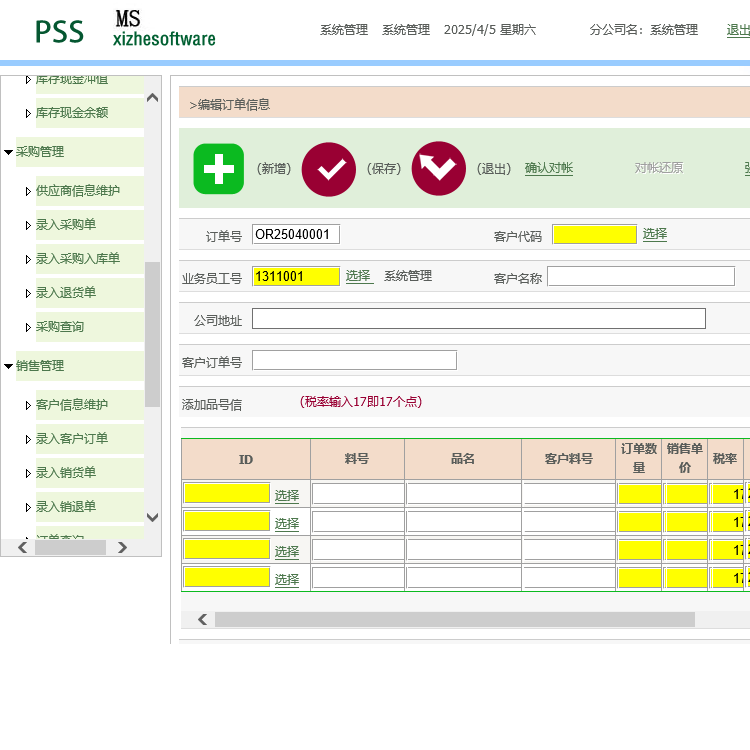 PSS
MS
xizhesoftware
系统管理 系统管理 2025/4/5 星期六 分公司名: 系统管理 退出
库存现金冲值
库存现金余额
采购管理
供应商信息维护
录入采购单
录入采购入库单
录入退货单
采购查询
销售管理
客户信息维护
录入客户订单
录入销货单
录入销退单
订单查询
>编辑订单信息
(新增) (保存) (退出) 确认对帐 对帐还原
订单号 OR25040001 客户代码 选择
业务员工号 1311001 选择 系统管理 客户名称
公司地址
客户订单号
添加品号信 (税率输入17即17个点)
ID 料号 品名 客户料号 订单数量 销售单价 税率
选择 17
选择 17
选择 17
选择 17